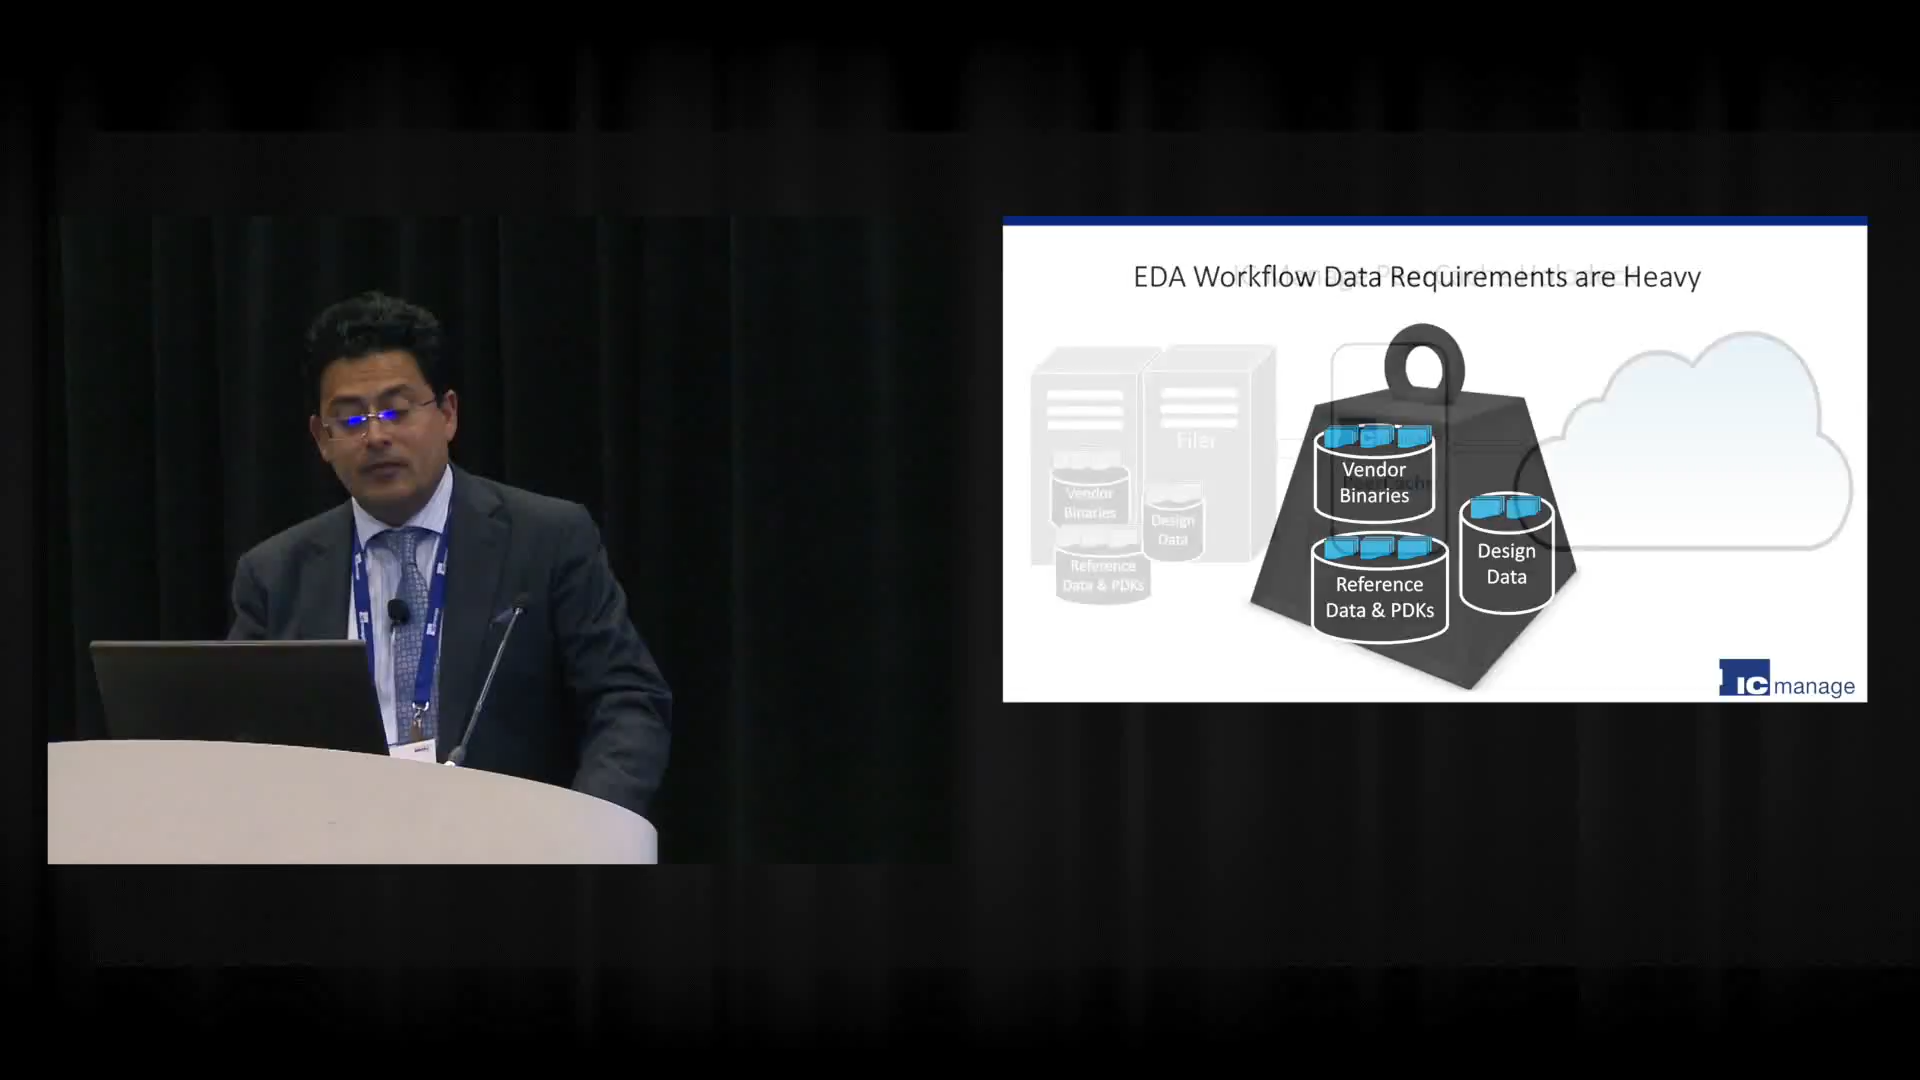 EDA Workflow Data Requirements are Heavy
Filer
Vendor
Binaries
Design
Data
Reference
Data & PDKs
Vendor
Binaries
Reference
Data & PDKs
Design
Data
IC manage